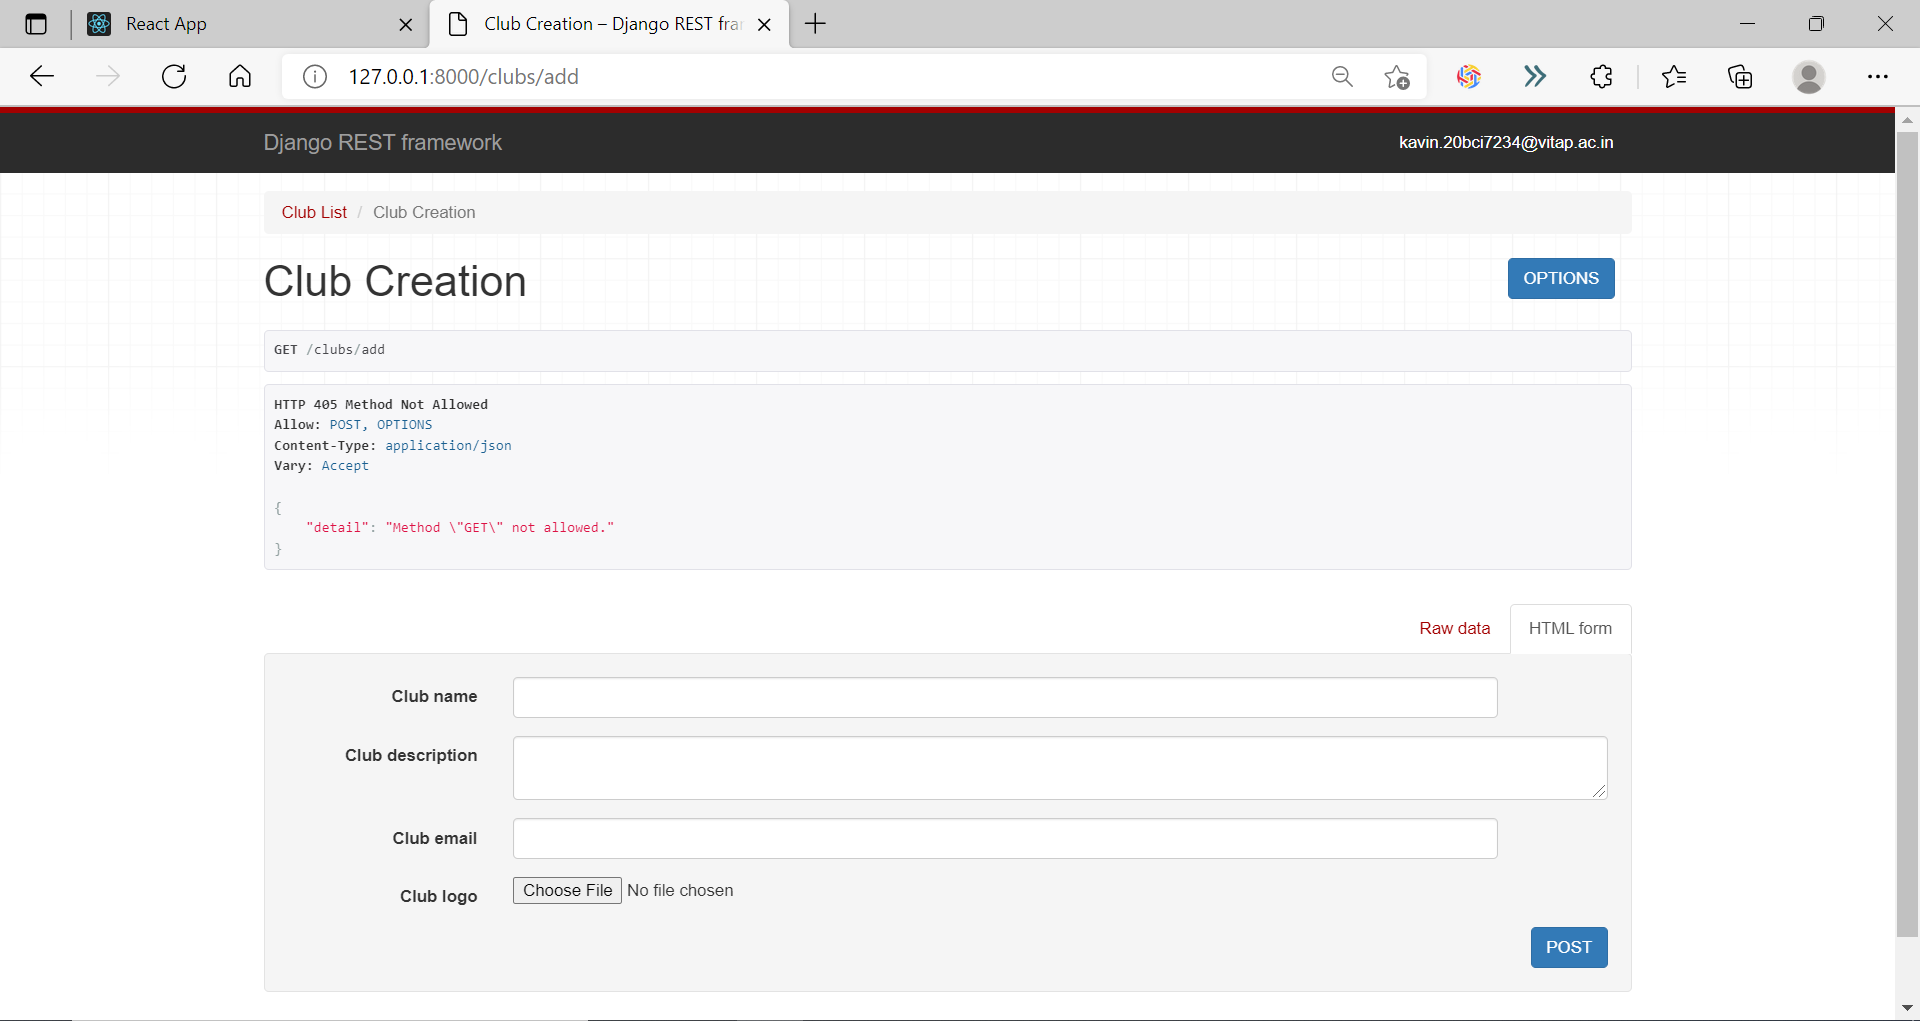 React App
Club Creation – Django REST fra
127.0.0.1:8000/clubs/add
Django REST framework
kavin.20bci7234@vitap.ac.in
Club List / Club Creation
Club Creation
OPTIONS
GET /clubs/add
HTTP 405 Method Not Allowed
Allow: POST, OPTIONS
Content-Type: application/json
Vary: Accept
{
    "detail": "Method \"GET\" not allowed."
}
Raw data
HTML form
Club name
Club description
Club email
Club logo
Choose File No file chosen
POST